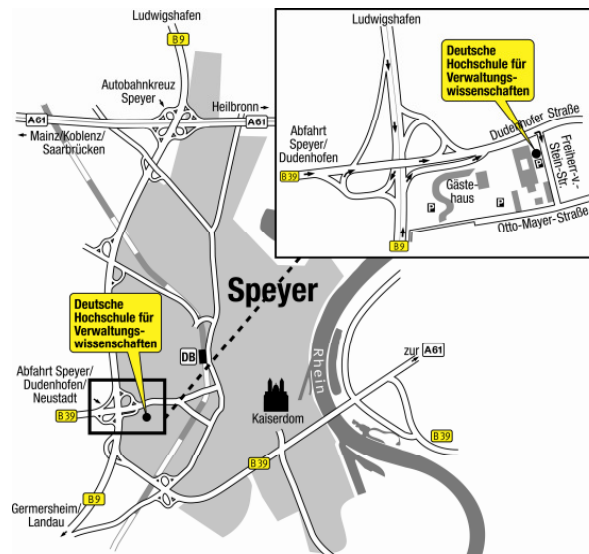 Ludwigshafen
B9
Autobahnkreuz
Speyer
Heilbronn
A61
A61
Mainz/Koblenz/
Saarbrücken
Speyer
Deutsche
Hochschule für
Verwaltungs-
wissenschaften
DB
Abfahrt Speyer/
Dudenhofen/
Neustadt
B39
Kaiserdom
Rhein
zur A61
B39
B39
B9
Germersheim/
Landau
Ludwigshafen
Deutsche
Hochschule für
Verwaltungs-
wissenschaften
Dudenhofer Straße
Abfahrt
Speyer/
Dudenhofen
B39
Freiherr-v.-
Stein-Str.
Gäste-
haus
P
P
P
Otto-Mayer-Straße
B9